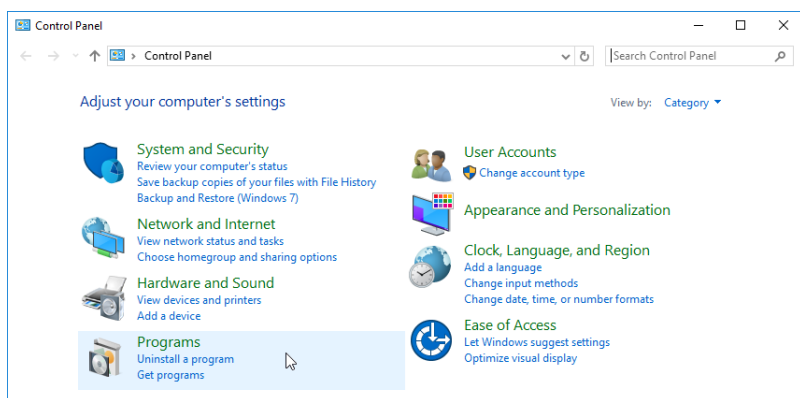 Control Panel
Control Panel
Search Control Panel
Adjust your computer's settings
View by: Category
System and Security
Review your computer's status
Save backup copies of your files with File History
Backup and Restore (Windows 7)
Network and Internet
View network status and tasks
Choose homegroup and sharing options
Hardware and Sound
View devices and printers
Add a device
Programs
Uninstall a program
Get programs
User Accounts
Change account type
Appearance and Personalization
Clock, Language, and Region
Add a language
Change input methods
Change date, time, or number formats
Ease of Access
Let Windows suggest settings
Optimize visual display